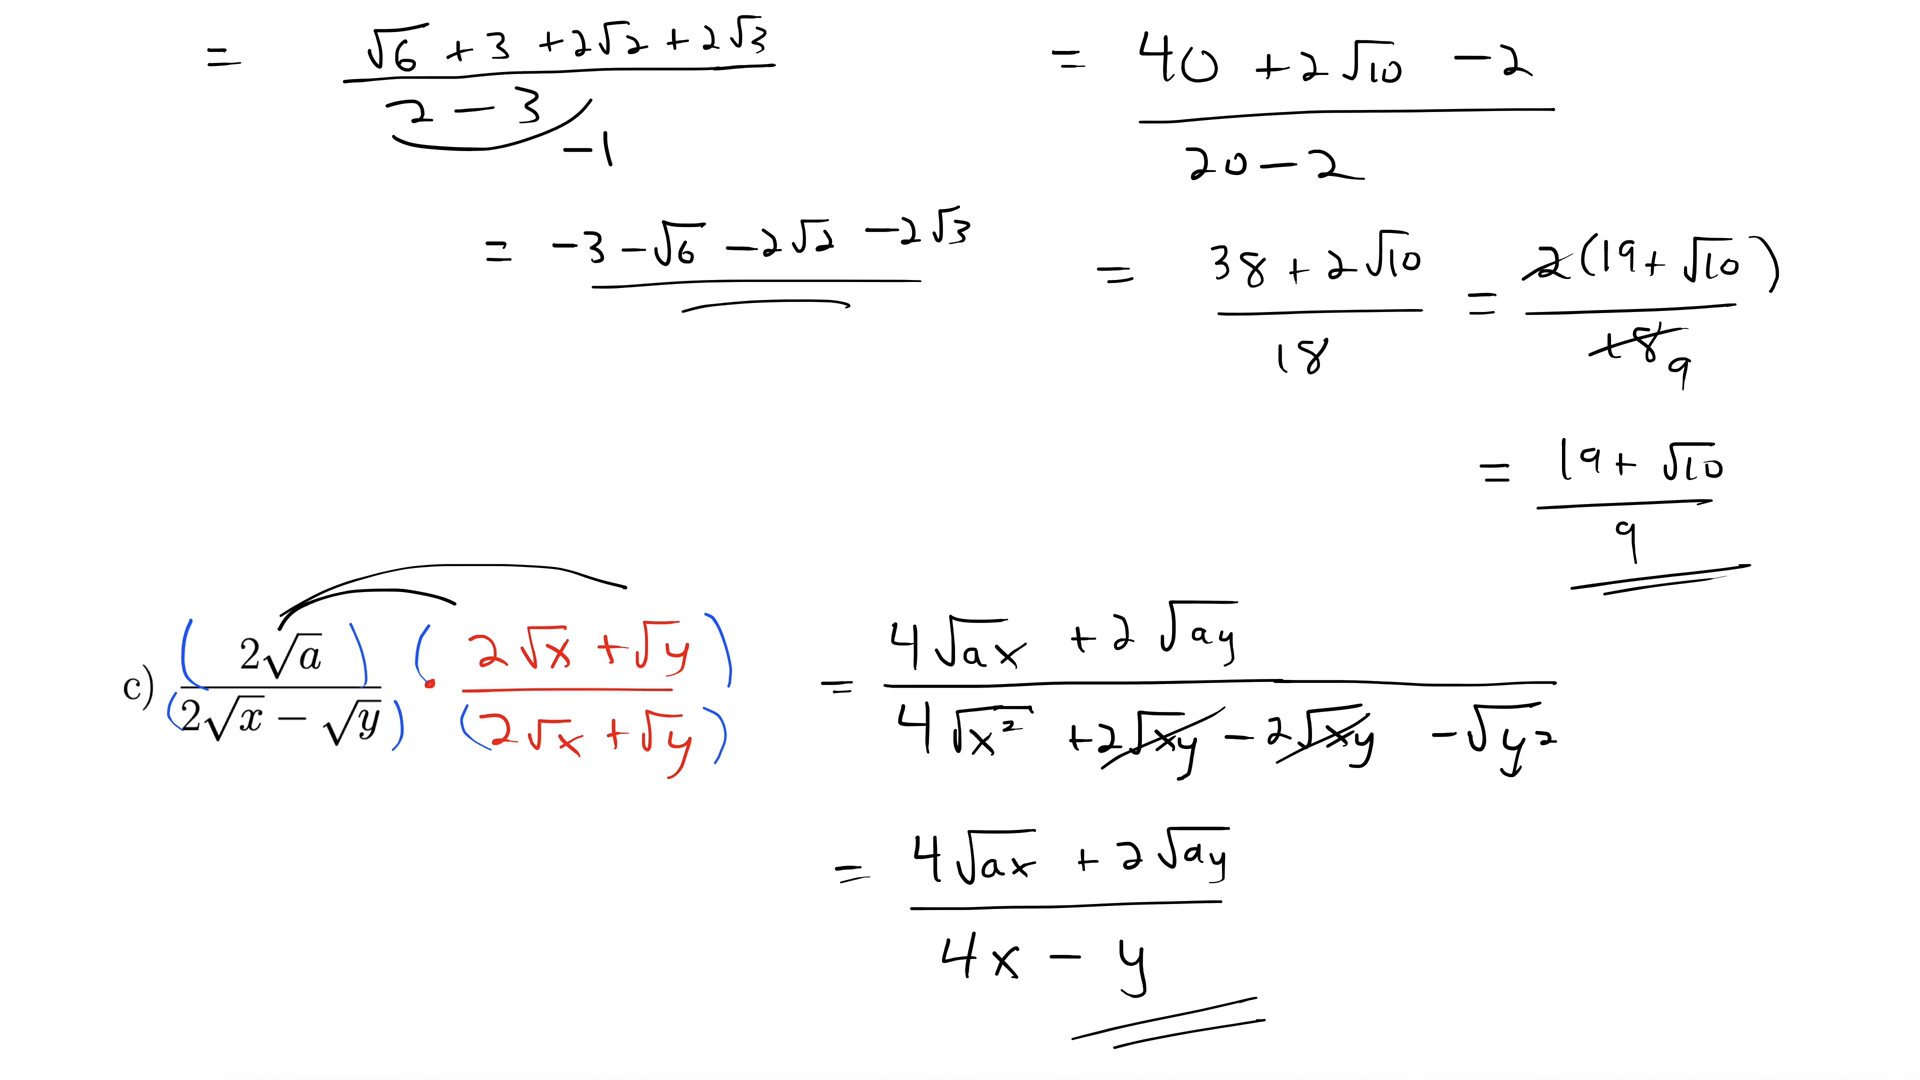 = (√6 + 3 + 2√2 + 2√3)/(2 − 3)
−1
= −3 − √6 − 2√2 − 2√3
= (40 + 2√10 − 2)/(20 − 2)
= (38 + 2√10)/18 = 2(19 + √10)/18 9
= (19 + √10)/9
c) (2√a)/(2√x − √y) · (2√x + √y)/(2√x + √y) = (4√ax + 2√ay)/(4√x² + 2√xy − 2√xy − √y²)
= (4√ax + 2√ay)/(4x − y)